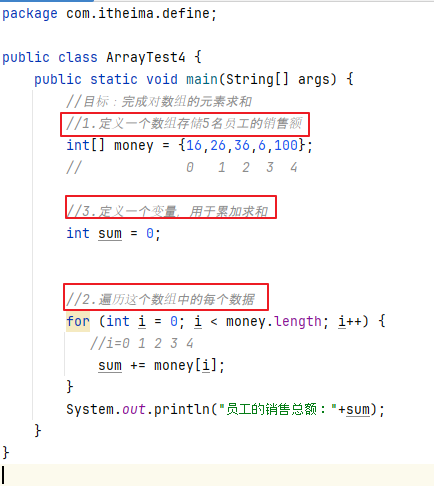 package com.itheima.define;
public class ArrayTest4 {
public static void main(String[] args) {
//目标：完成对数组的元素求和
//1.定义一个数组存储5名员工的销售额
int[] money = {16,26,36,6,100};
// 0 1 2 3 4
//3.定义一个变量，用于累加求和
int sum = 0;
//2.遍历这个数组中的每个数据
for (int i = 0; i < money.length; i++) {
//i=0 1 2 3 4
sum += money[i];
}
System.out.println("员工的销售总额："+sum);
}
}